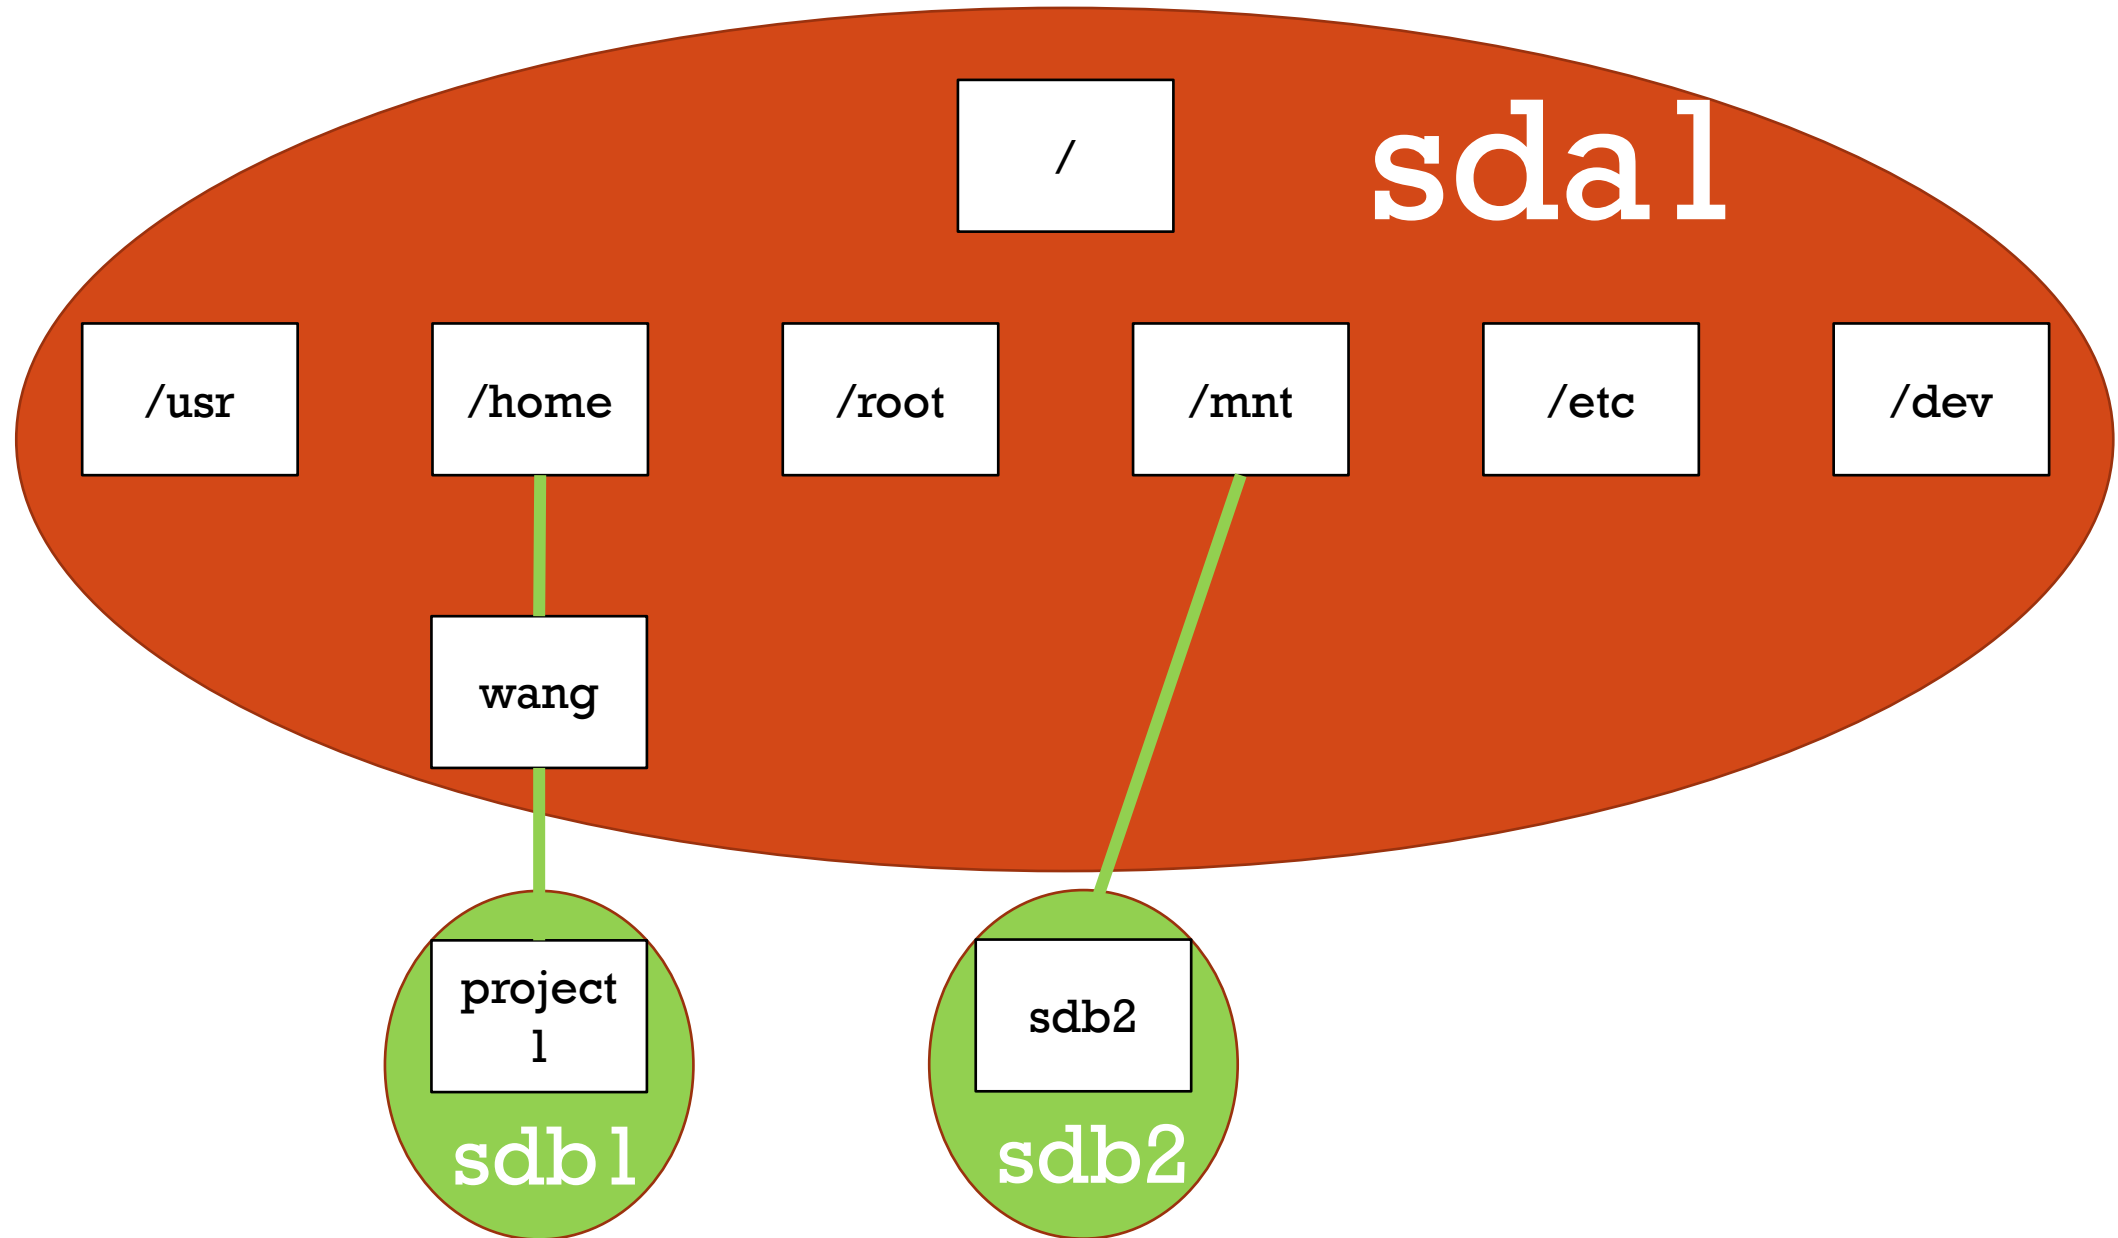 /
sda1
/usr
/home
/root
/mnt
/etc
/dev
wang
project
1
sdb2
sdb1
sdb2